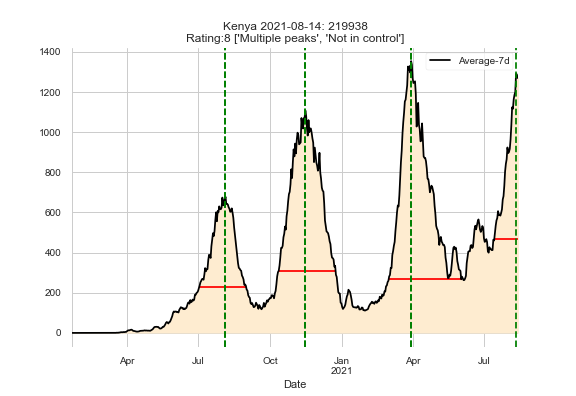 Kenya 2021-08-14: 219938
Rating:8 ['Multiple peaks', 'Not in control']
Average-7d
1400
1200
1000
800
600
400
200
0
Apr Jul Oct Jan Apr Jul
2021
Date